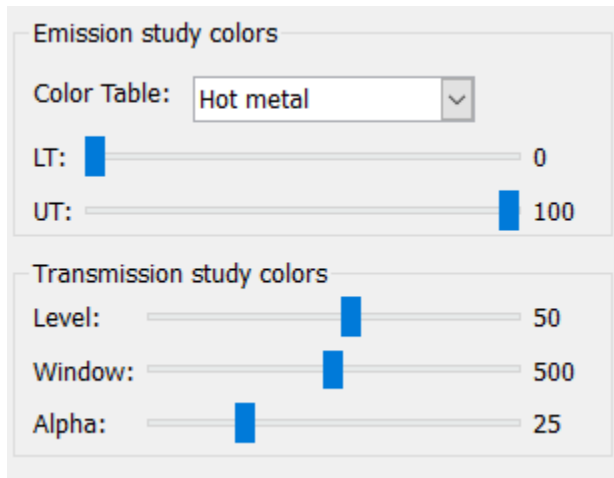 Emission study colors
Color Table: Hot metal
LT: 0
UT: 100
Transmission study colors
Level: 50
Window: 500
Alpha: 25